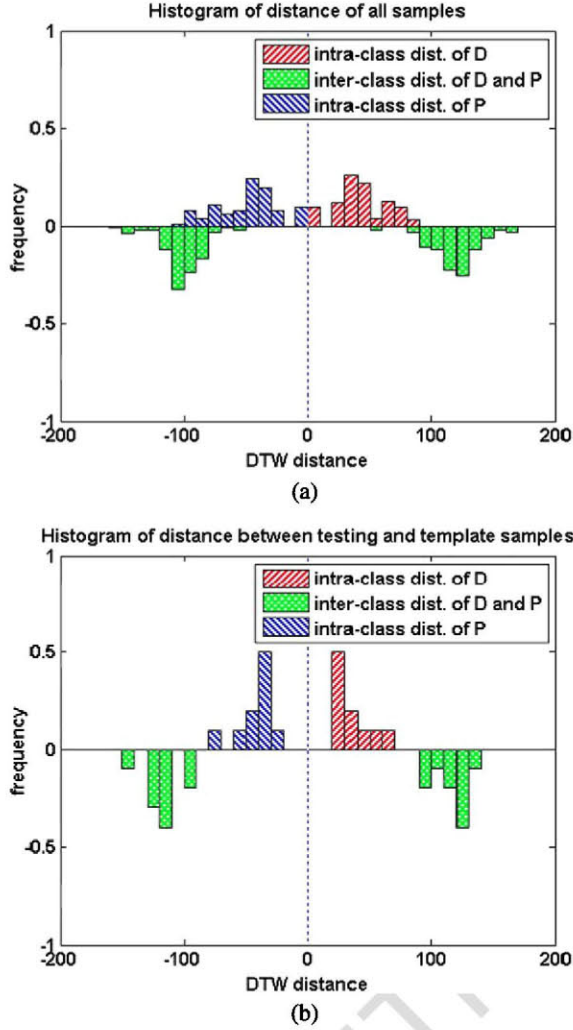 Histogram of distance of all samples
1
intra-class dist. of D
inter-class dist. of D and P
intra-class dist. of P
0.5
0
-0.5
-1
frequency
-200 -100 0 100 200
DTW distance
(a)
Histogram of distance between testing and template samples
1
intra-class dist. of D
inter-class dist. of D and P
intra-class dist. of P
0.5
0
-0.5
-1
frequency
-200 -100 0 100 200
DTW distance
(b)